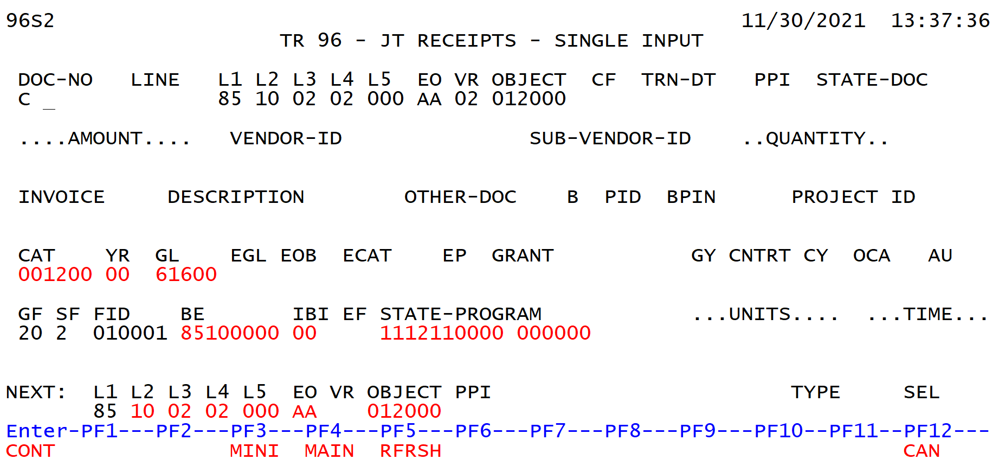 96S2 11/30/2021 13:37:36
TR 96 - JT RECEIPTS - SINGLE INPUT
DOC-NO LINE L1 L2 L3 L4 L5 EO VR OBJECT CF TRN-DT PPI STATE-DOC
C _ 85 10 02 02 000 AA 02 012000
....AMOUNT.... VENDOR-ID SUB-VENDOR-ID ..QUANTITY..
INVOICE DESCRIPTION OTHER-DOC B PID BPIN PROJECT ID
CAT YR GL EGL EOB ECAT EP GRANT GY CNTRT CY OCA AU
001200 00 61600
GF SF FID BE IBI EF STATE-PROGRAM ...UNITS.... ...TIME...
20 2 010001 85100000 00 1112110000 000000
NEXT: L1 L2 L3 L4 L5 EO VR OBJECT PPI TYPE SEL
85 10 02 02 000 AA 012000
Enter-PF1---PF2---PF3---PF4---PF5---PF6---PF7---PF8---PF9---PF10--PF11--PF12---
CONT MINI MAIN RFRSH CAN